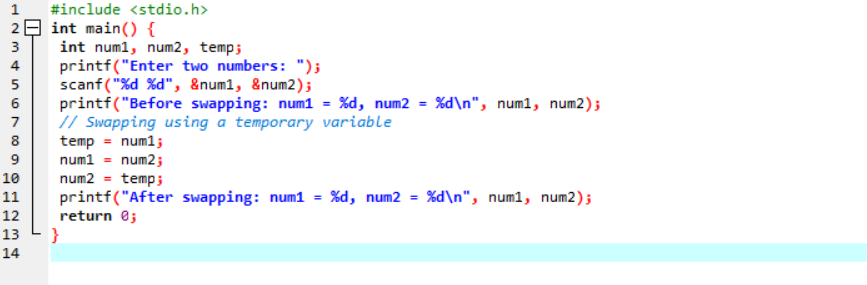 1 #include <stdio.h>
2 int main() {
3 int num1, num2, temp;
4 printf("Enter two numbers: ");
5 scanf("%d %d", &num1, &num2);
6 printf("Before swapping: num1 = %d, num2 = %d\n", num1, num2);
7 // Swapping using a temporary variable
8 temp = num1;
9 num1 = num2;
10 num2 = temp;
11 printf("After swapping: num1 = %d, num2 = %d\n", num1, num2);
12 return 0;
13 }
14